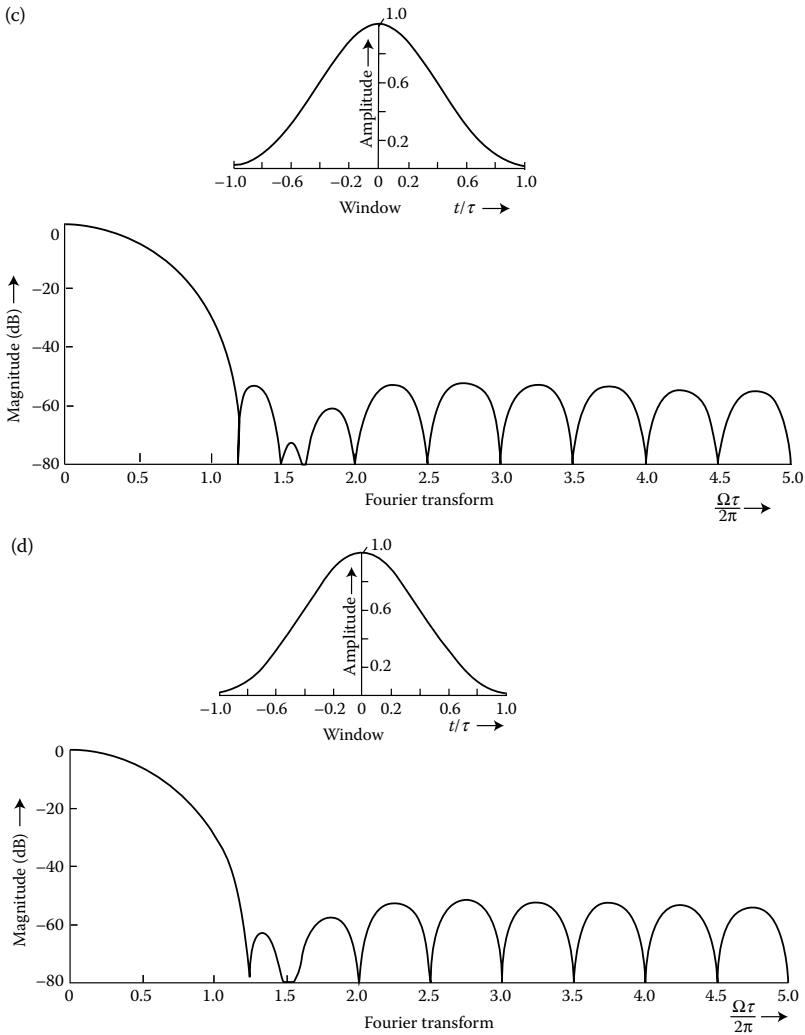 (c)
1.0
Amplitude
0.6
0.2
−1.0 −0.6 −0.2 0 0.2 0.6 1.0
Window t/τ
0
−20
−40
−60
−80
Magnitude (dB)
0 0.5 1.0 1.5 2.0 2.5 3.0 3.5 4.0 4.5 5.0
Fourier transform
Ωτ
2π
(d)
1.0
Amplitude
0.6
0.2
−1.0 −0.6 −0.2 0 0.2 0.6 1.0
Window t/τ
0
−20
−40
−60
−80
Magnitude (dB)
0 0.5 1.0 1.5 2.0 2.5 3.0 3.5 4.0 4.5 5.0
Fourier transform
Ωτ
2π